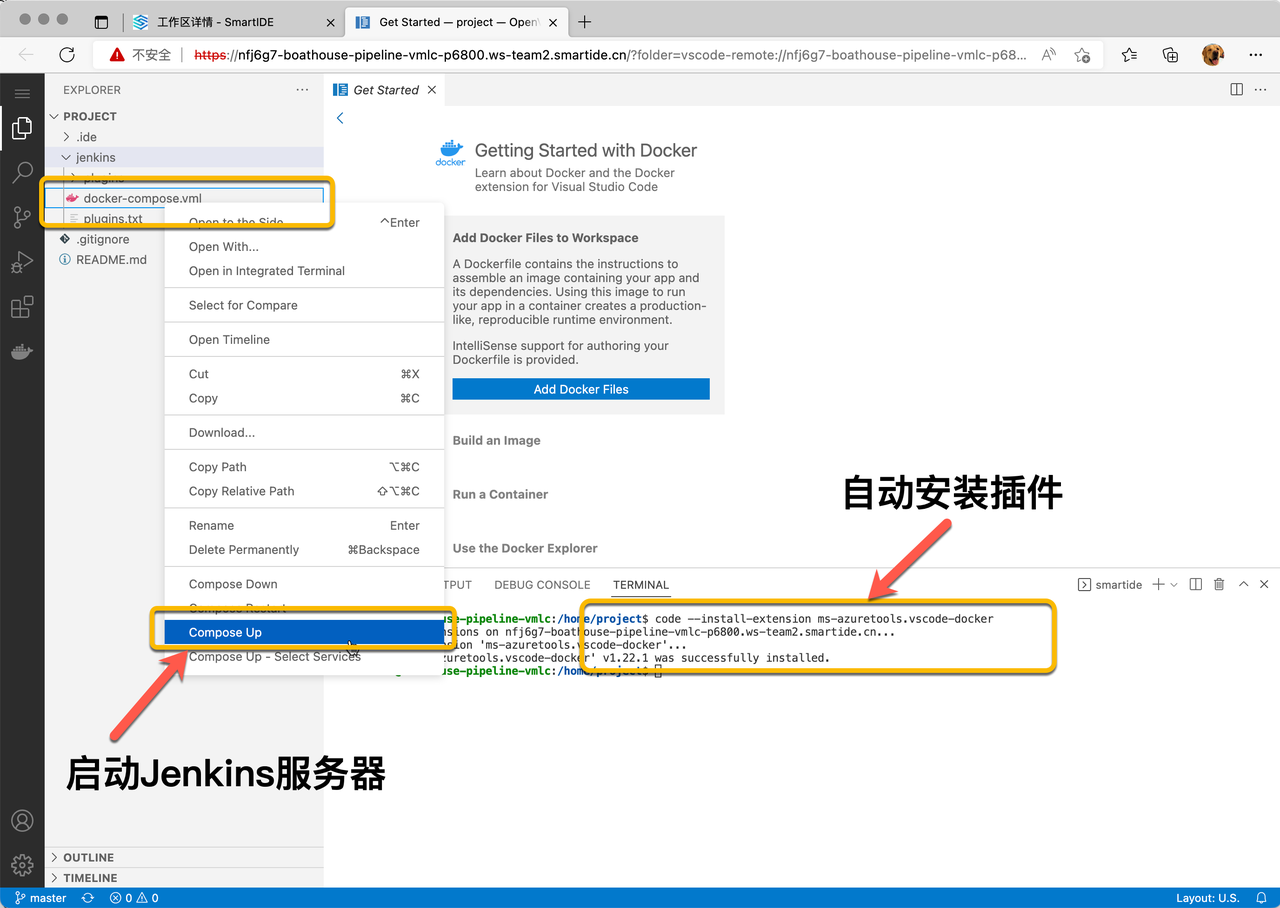 工作区详情 - SmartIDE
Get Started — project — Open
不安全
https://nfj6g7-boathouse-pipeline-vmlc-p6800.ws-team2.smartide.cn/?folder=vscode-remote://nfj6g7-boathouse-pipeline-vmlc-p68...
EXPLORER
Get Started
PROJECT
.ide
jenkins
plugins
docker-compose.yml
plugins.txt
.gitignore
README.md
Open to the Side ^Enter
Open With...
Open in Integrated Terminal
Select for Compare
Open Timeline
Cut ⌘X
Copy ⌘C
Download...
Copy Path ⌥⌘C
Copy Relative Path ⇧⌥⌘C
Rename Enter
Delete Permanently ⌘Backspace
Compose Down
Compose Restart
Compose Up
Compose Up - Select Services
docker
Getting Started with Docker
Learn about Docker and the Docker
extension for Visual Studio Code
Add Docker Files to Workspace
A Dockerfile contains the instructions to
assemble an image containing your app and
its dependencies. Using this image to run
your app in a container creates a production-
like, reproducible runtime environment.
IntelliSense support for authoring your
Dockerfile is provided.
Add Docker Files
Build an Image
Run a Container
Use the Docker Explorer
自动安装插件
TPUT DEBUG CONSOLE TERMINAL smartide
use-pipeline-vmlc:/home/project$ code --install-extension ms-azuretools.vscode-docker
nsions on nfj6g7-boathouse-pipeline-vmlc-p6800.ws-team2.smartide.cn...
nsion 'ms-azuretools.vscode-docker'...
zuretools.vscode-docker' v1.22.1 was successfully installed.
use-pipeline-vmlc:/home/project$
启动Jenkins服务器
OUTLINE
TIMELINE
master 0 0 Layout: U.S.